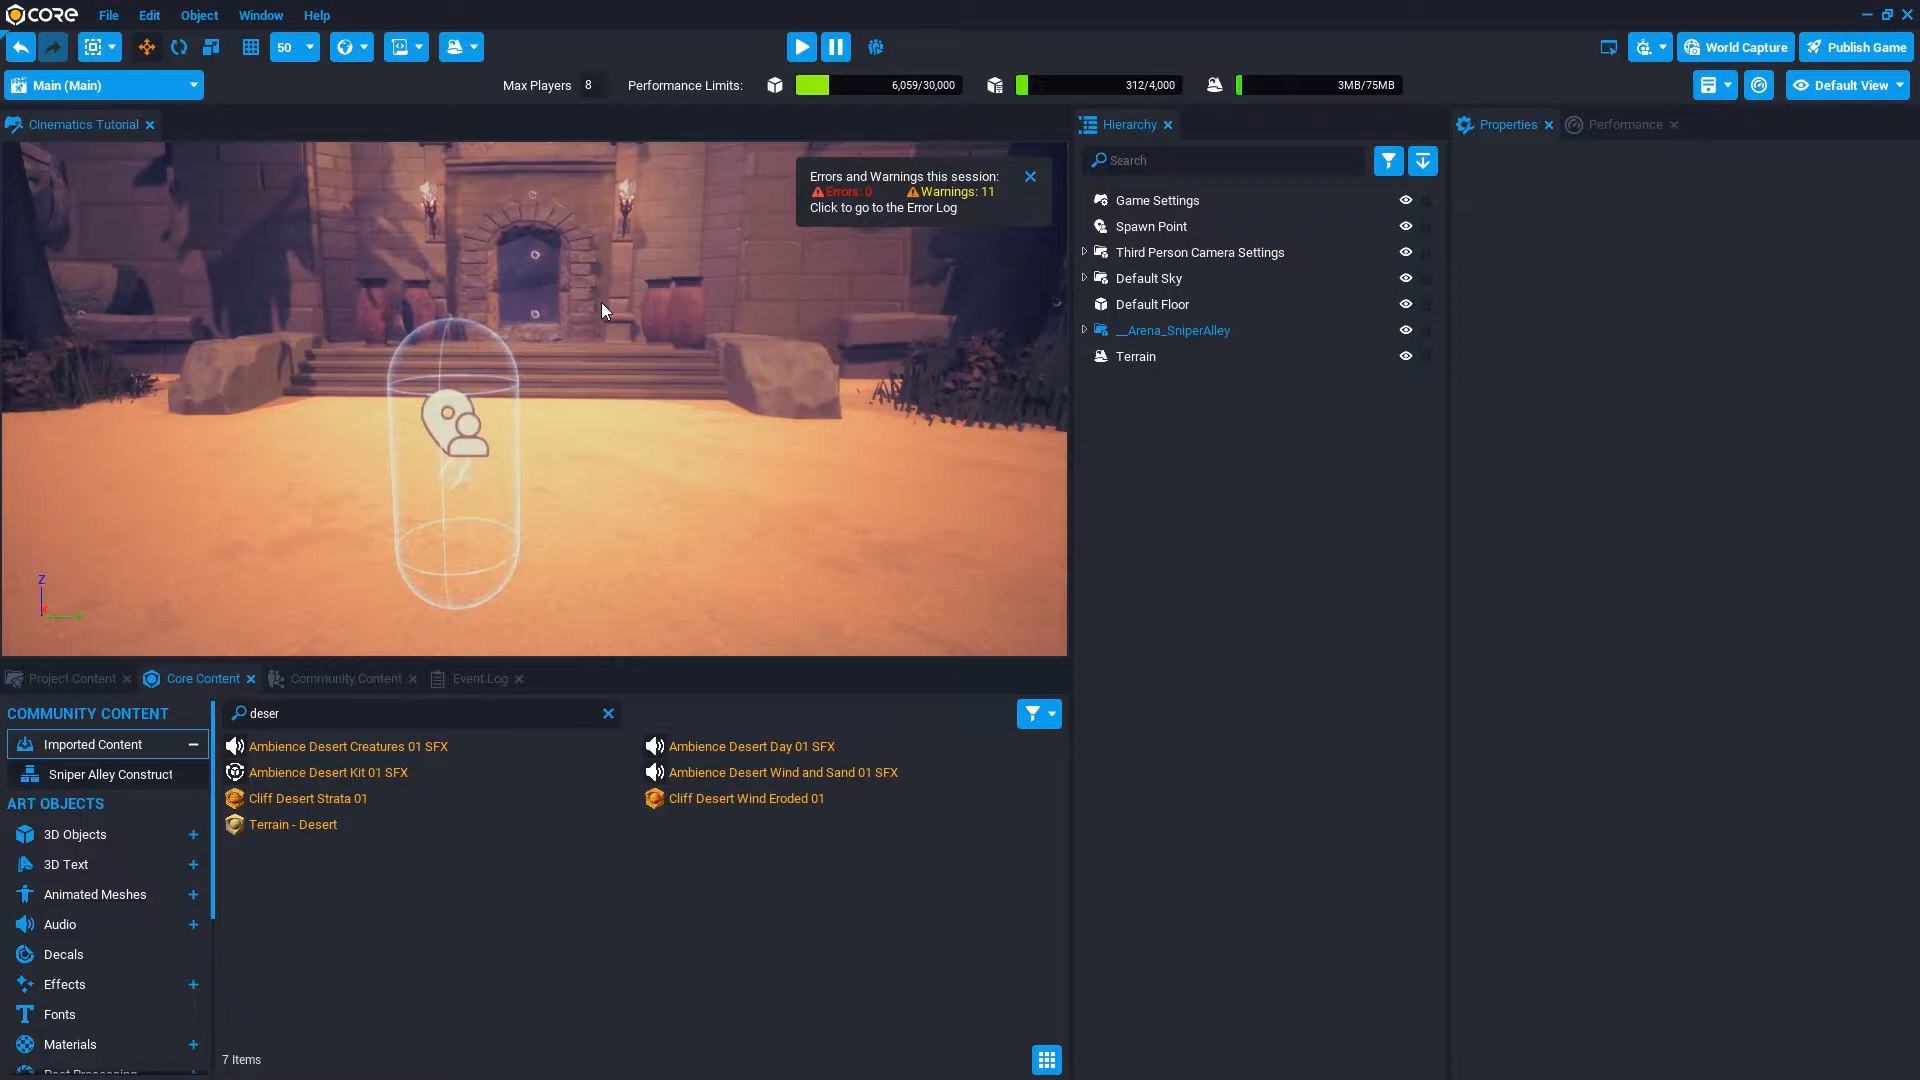 CORE File Edit Object Window Help
50 World Capture Publish Game
Main (Main) Max Players 8 Performance Limits: 6,059/30,000 312/4,000 3MB/75MB Default View
Cinematics Tutorial
Hierarchy
Properties Performance
Search
Errors and Warnings this session:
Errors: 0 Warnings: 11
Click to go to the Error Log
Game Settings
Spawn Point
Third Person Camera Settings
Default Sky
Default Floor
__Arena_SniperAlley
Terrain
Z
X Y
Project Content Core Content Community Content Event Log
COMMUNITY CONTENT
Imported Content
Sniper Alley Construct
ART OBJECTS
3D Objects
3D Text
Animated Meshes
Audio
Decals
Effects
Fonts
Materials
Post Processing
deser
Ambience Desert Creatures 01 SFX
Ambience Desert Day 01 SFX
Ambience Desert Kit 01 SFX
Ambience Desert Wind and Sand 01 SFX
Cliff Desert Strata 01
Cliff Desert Wind Eroded 01
Terrain - Desert
7 Items